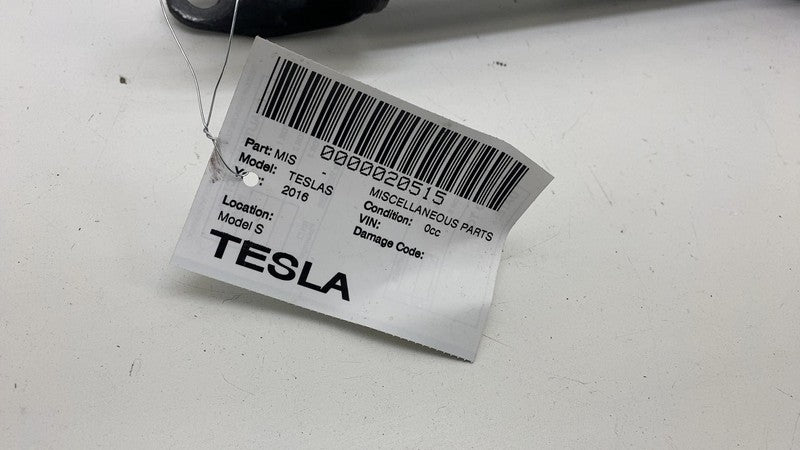 0000020515
Part: MIS - MISCELLANEOUS PARTS
Model: TESLAS Condition: 0cc
2016 VIN:
Damage Code:
Location:
Model S
TESLA